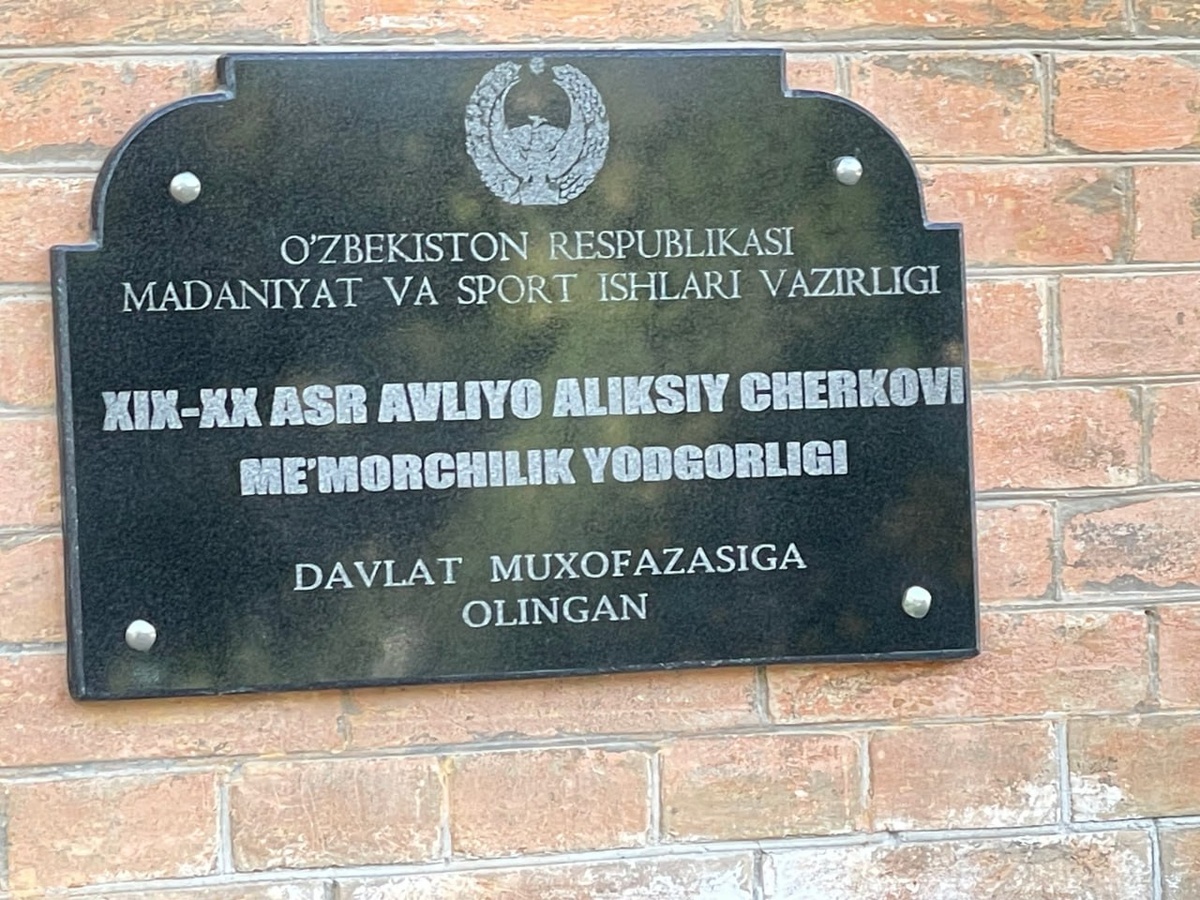 O'ZBEKISTON RESPUBLIKASI
MADANIYAT VA SPORT ISHLARI VAZIRLIGI
XIX-XX ASR AVLIYO ALIKSIY CHERKOVI
ME'MORCHILIK YODGORLIGI
DAVLAT MUXOFAZASIGA
OLINGAN